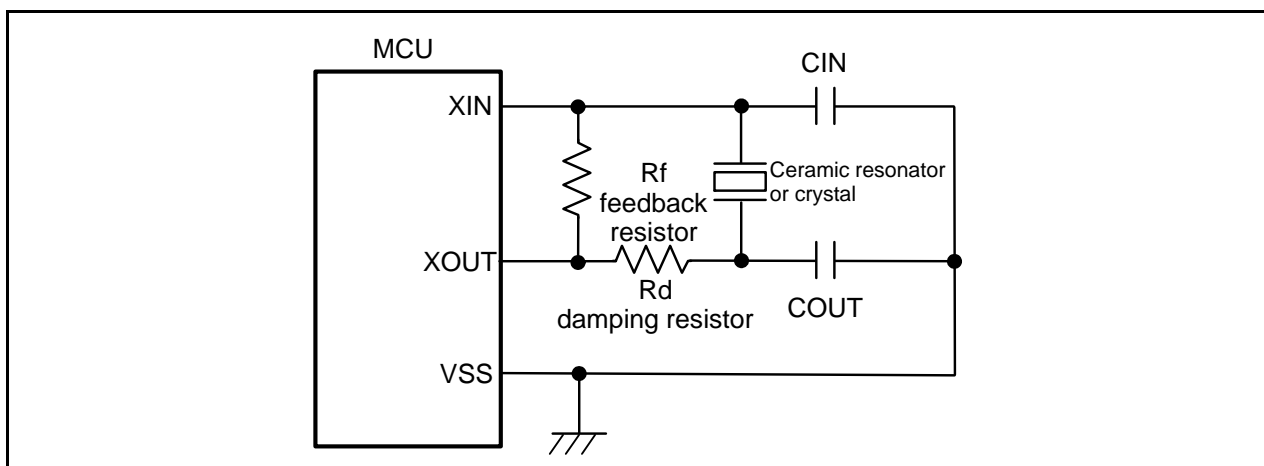 MCU
CIN
XIN
Ceramic resonator
or crystal
Rf
feedback
resistor
XOUT
Rd
damping resistor
COUT
VSS